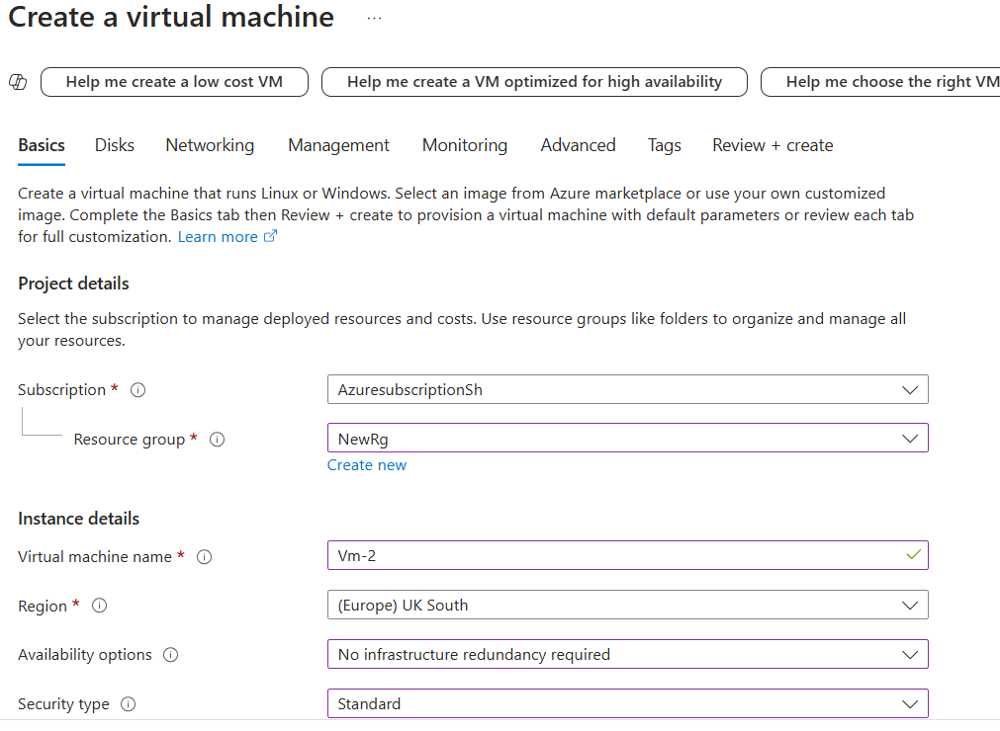 Create a virtual machine ...
Help me create a low cost VM
Help me create a VM optimized for high availability
Help me choose the right VM
Basics Disks Networking Management Monitoring Advanced Tags Review + create
Create a virtual machine that runs Linux or Windows. Select an image from Azure marketplace or use your own customized
image. Complete the Basics tab then Review + create to provision a virtual machine with default parameters or review each tab
for full customization. Learn more
Project details
Select the subscription to manage deployed resources and costs. Use resource groups like folders to organize and manage all
your resources.
Subscription * AzuresubscriptionSh
Resource group * NewRg
Create new
Instance details
Virtual machine name * Vm-2
Region * (Europe) UK South
Availability options No infrastructure redundancy required
Security type Standard